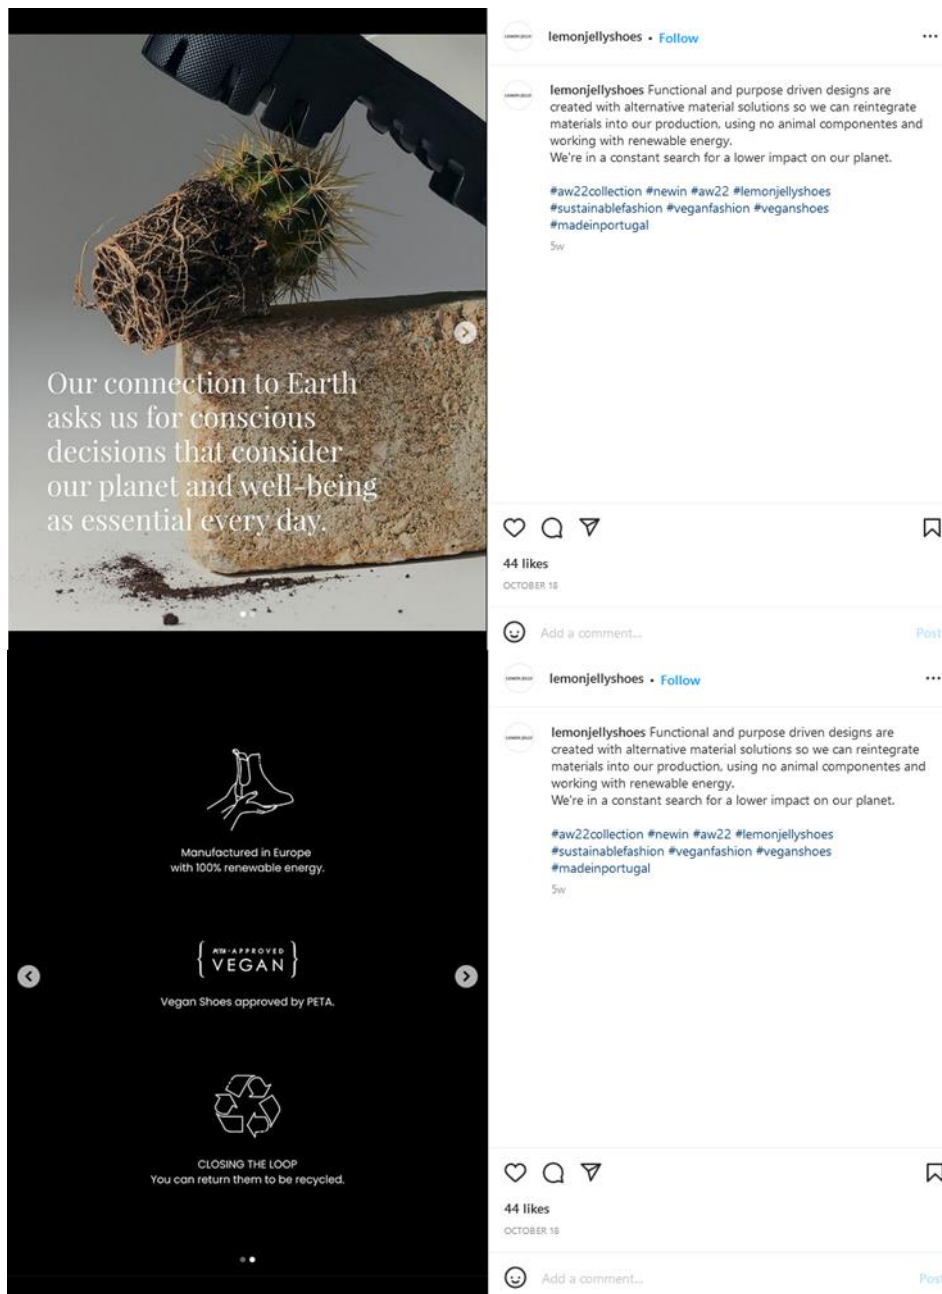 lemonjellyshoes • Follow
lemonjellyshoes Functional and purpose driven designs are
created with alternative material solutions so we can reintegrate
materials into our production, using no animal componentes and
working with renewable energy.
We're in a constant search for a lower impact on our planet.
#aw22collection #newin #aw22 #lemonjellyshoes
#sustainablefashion #veganfashion #veganshoes
#madeinportugal
5w
Our connection to Earth
asks us for conscious
decisions that consider
our planet and well-being
as essential every day.
44 likes
OCTOBER 18
Add a comment...
Post
lemonjellyshoes • Follow
lemonjellyshoes Functional and purpose driven designs are
created with alternative material solutions so we can reintegrate
materials into our production, using no animal componentes and
working with renewable energy.
We're in a constant search for a lower impact on our planet.
#aw22collection #newin #aw22 #lemonjellyshoes
#sustainablefashion #veganfashion #veganshoes
#madeinportugal
5w
Manufactured in Europe
with 100% renewable energy.
PETA-APPROVED
VEGAN
Vegan Shoes approved by PETA.
CLOSING THE LOOP
You can return them to be recycled.
44 likes
OCTOBER 18
Add a comment...
Post